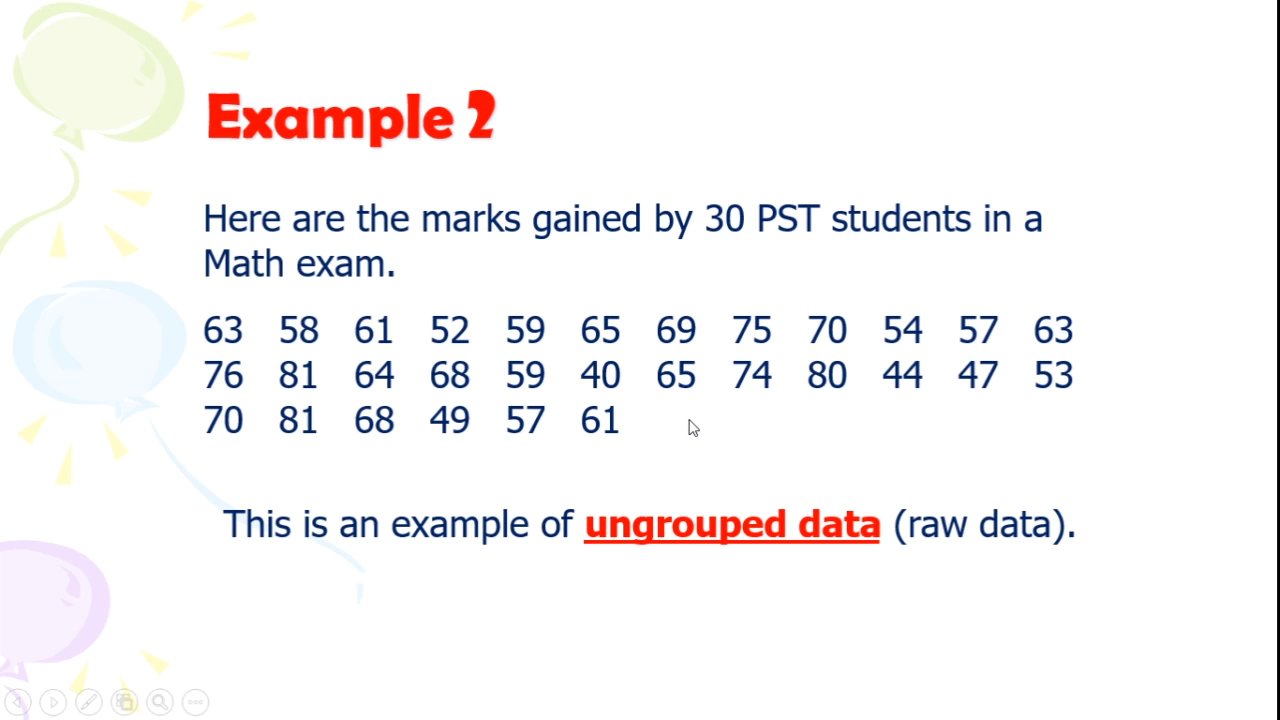 Example 2
Here are the marks gained by 30 PST students in a
Math exam.
63 58 61 52 59 65 69 75 70 54 57 63
76 81 64 68 59 40 65 74 80 44 47 53
70 81 68 49 57 61
This is an example of ungrouped data (raw data).